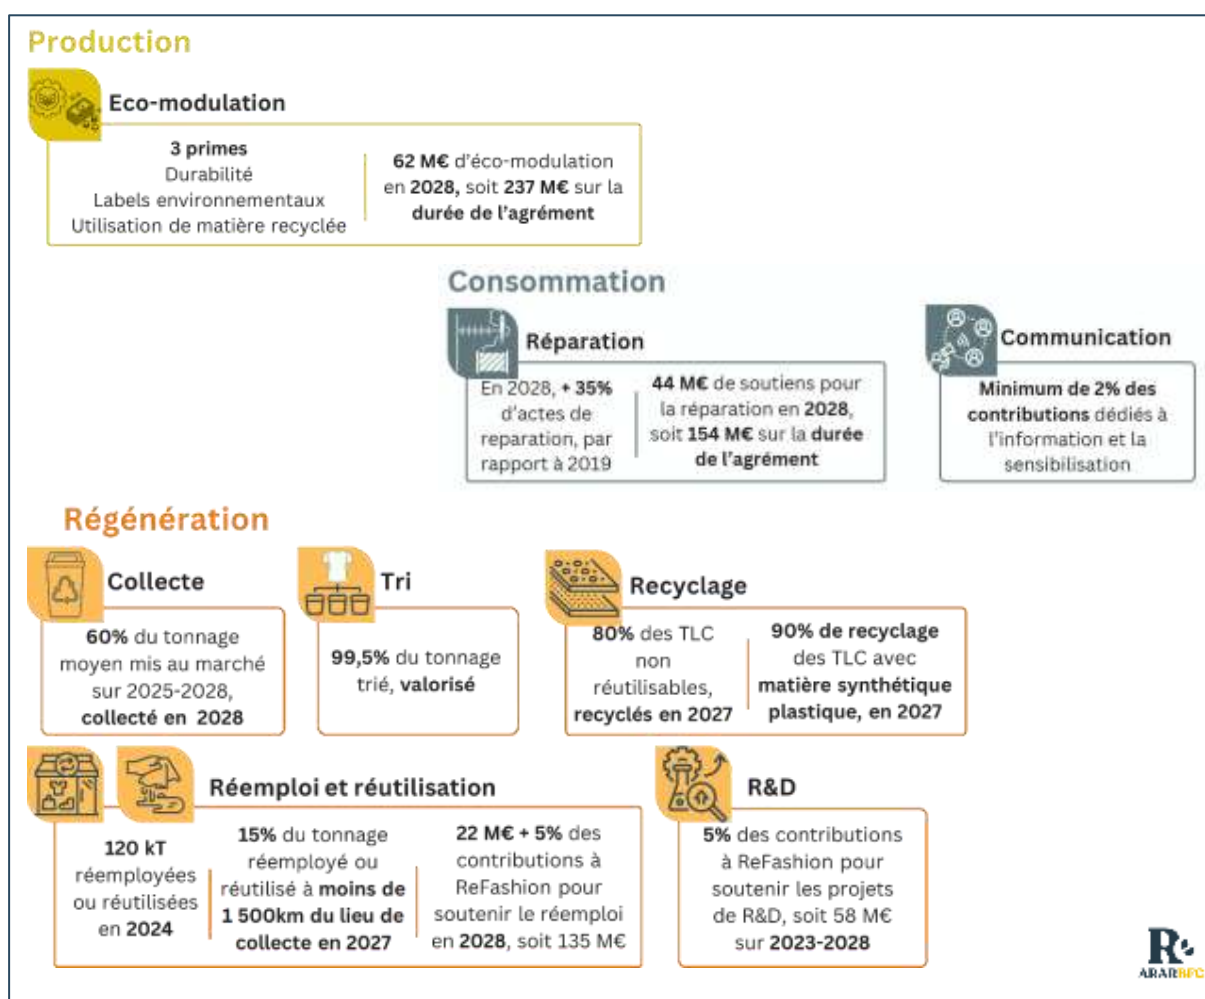 Production
Eco-modulation
3 primes
Durabilité
Labels environnementaux
Utilisation de matière recyclée
62 M€ d'éco-modulation
en 2028, soit 237 M€ sur la
durée de l'agrément
Consommation
Réparation
En 2028, + 35%
d'actes de
reparation, par
rapport à 2019
44 M€ de soutiens pour
la réparation en 2028,
soit 154 M€ sur la durée
de l'agrément
Communication
Minimum de 2% des
contributions dédiés à
l'information et la
sensibilisation
Régénération
Collecte
60% du tonnage
moyen mis au marché
sur 2025-2028,
collecté en 2028
Tri
99,5% du tonnage
trié, valorisé
Recyclage
80% des TLC
non
réutilisables,
recyclés en 2027
90% de recyclage
des TLC avec
matière synthétique
plastique, en 2027
Réemploi et réutilisation
120 kT
réemployées
ou réutilisées
en 2024
15% du tonnage
réemployé ou
réutilisé à moins de
1 500km du lieu de
collecte en 2027
22 M€ + 5% des
contributions à
ReFashion pour
soutenir le réemploi
en 2028, soit 135 M€
R&D
5% des contributions
à ReFashion pour
soutenir les projets
de R&D, soit 58 M€
sur 2023-2028
R
ARARBFC